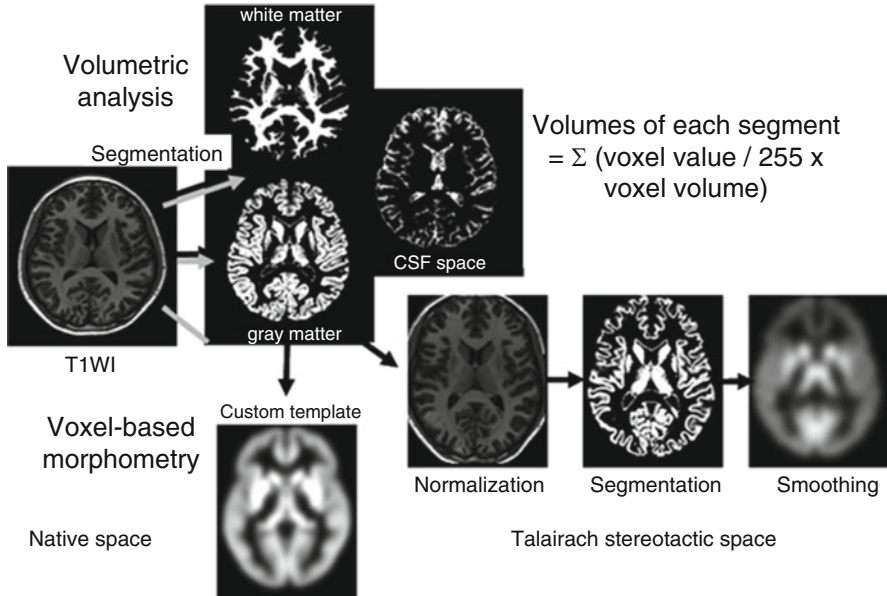 white matter
Volumetric
analysis
Segmentation
Volumes of each segment
= Σ (voxel value / 255 x
voxel volume)
CSF space
gray matter
T1WI
Custom template
Voxel-based
morphometry
Normalization
Segmentation
Smoothing
Native space
Talairach stereotactic space